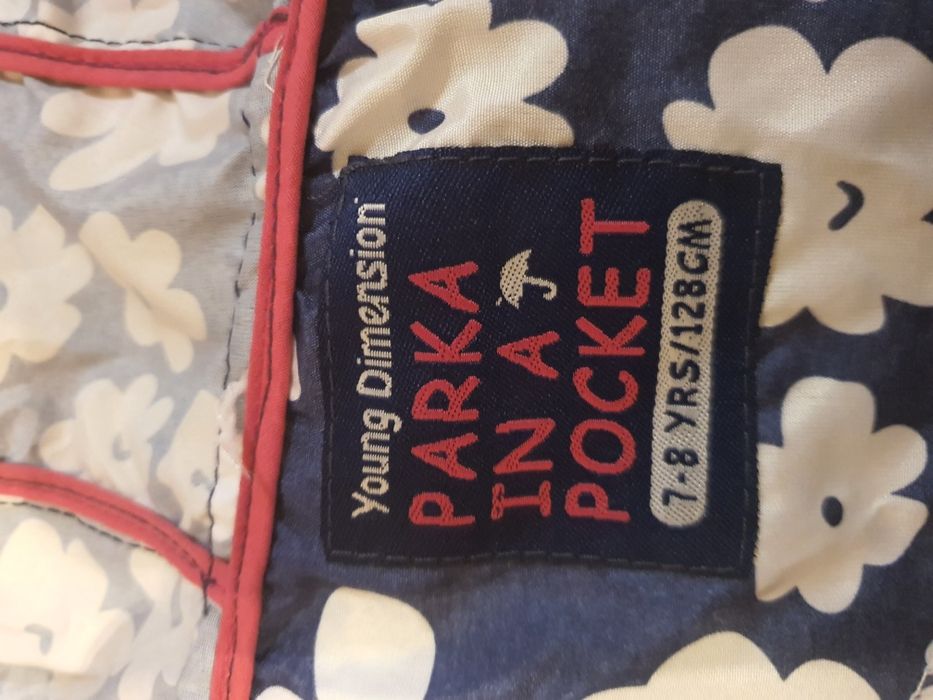 Young Dimension
PARKA
IN A
POCKET
7-8 YRS/128CM